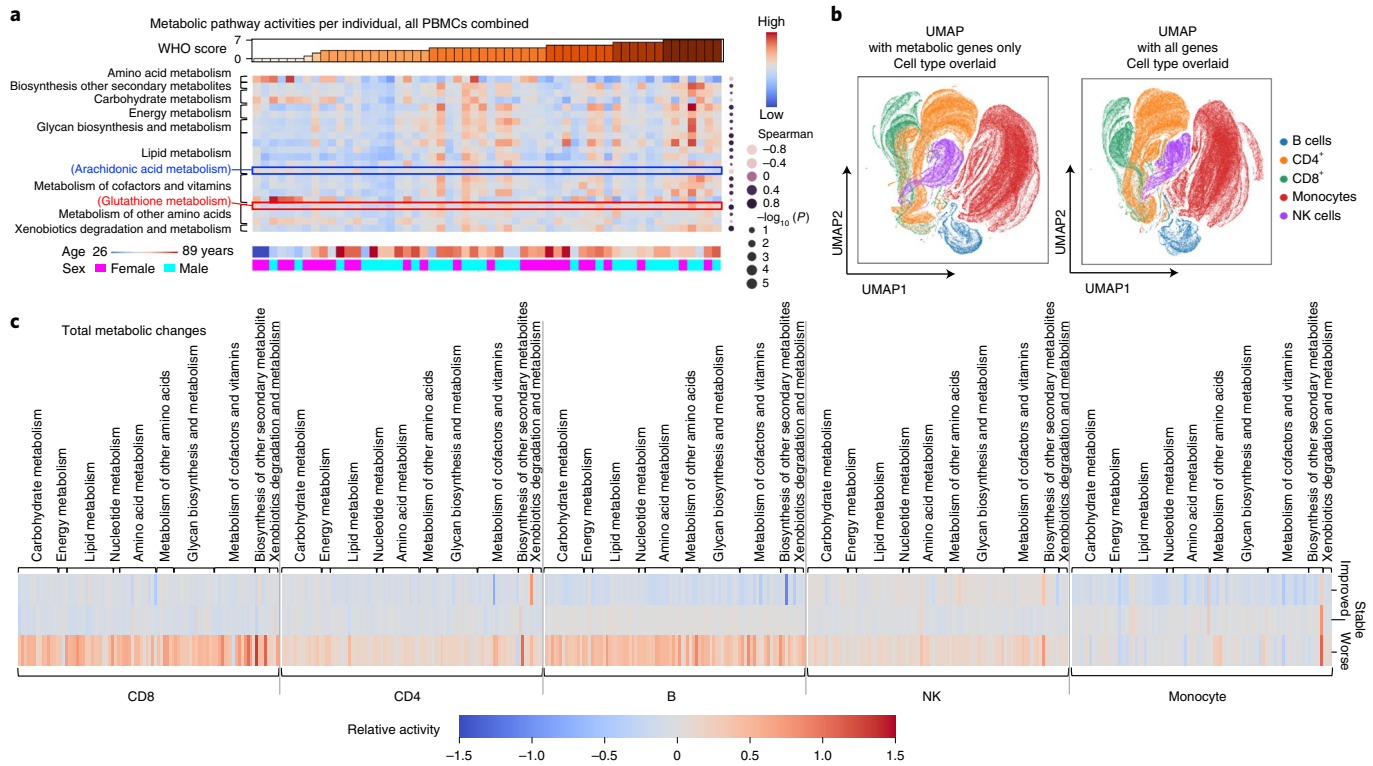 a
Metabolic pathway activities per individual, all PBMCs combined
WHO score
7
0
Amino acid metabolism
Biosynthesis other secondary metabolites
Carbohydrate metabolism
Energy metabolism
Glycan biosynthesis and metabolism
Lipid metabolism
(Arachidonic acid metabolism)
Metabolism of cofactors and vitamins
(Glutathione metabolism)
Metabolism of other amino acids
Xenobiotics degradation and metabolism
Age 26 89 years
Sex Female Male
High
Low
Spearman
−0.8
−0.4
0
0.4
0.8
−log10 (P)
1
2
3
4
5
b
UMAP
with metabolic genes only
Cell type overlaid
UMAP2
UMAP1
UMAP
with all genes
Cell type overlaid
UMAP2
UMAP1
B cells
CD4+
CD8+
Monocytes
NK cells
c
Total metabolic changes
Carbohydrate metabolism
Energy metabolism
Lipid metabolism
Nucleotide metabolism
Amino acid metabolism
Metabolism of other amino acids
Glycan biosynthesis and metabolism
Metabolism of cofactors and vitamins
Biosynthesis of other secondary metabolite
Xenobiotics degradation and metabolism
Carbohydrate metabolism
Energy metabolism
Lipid metabolism
Nucleotide metabolism
Amino acid metabolism
Metabolism of other amino acids
Glycan biosynthesis and metabolism
Metabolism of cofactors and vitamins
Biosynthesis of other secondary metabolites
Xenobiotics degradation and metabolism
Carbohydrate metabolism
Energy metabolism
Lipid metabolism
Nucleotide metabolism
Amino acid metabolism
Metabolism of other amino acids
Glycan biosynthesis and metabolism
Metabolism of cofactors and vitamins
Biosynthesis of other secondary metabolites
Xenobiotics degradation and metabolism
Carbohydrate metabolism
Energy metabolism
Lipid metabolism
Nucleotide metabolism
Amino acid metabolism
Metabolism of other amino acids
Glycan biosynthesis and metabolism
Metabolism of cofactors and vitamins
Biosynthesis of other secondary metabolites
Xenobiotics degradation and metabolism
Carbohydrate metabolism
Energy metabolism
Lipid metabolism
Nucleotide metabolism
Amino acid metabolism
Metabolism of other amino acids
Glycan biosynthesis and metabolism
Metabolism of cofactors and vitamins
Biosynthesis of other secondary metabolites
Xenobiotics degradation and metabolism
Improved
Stable
Worse
CD8
CD4
B
NK
Monocyte
Relative activity
−1.5
−1.0
−0.5
0
0.5
1.0
1.5